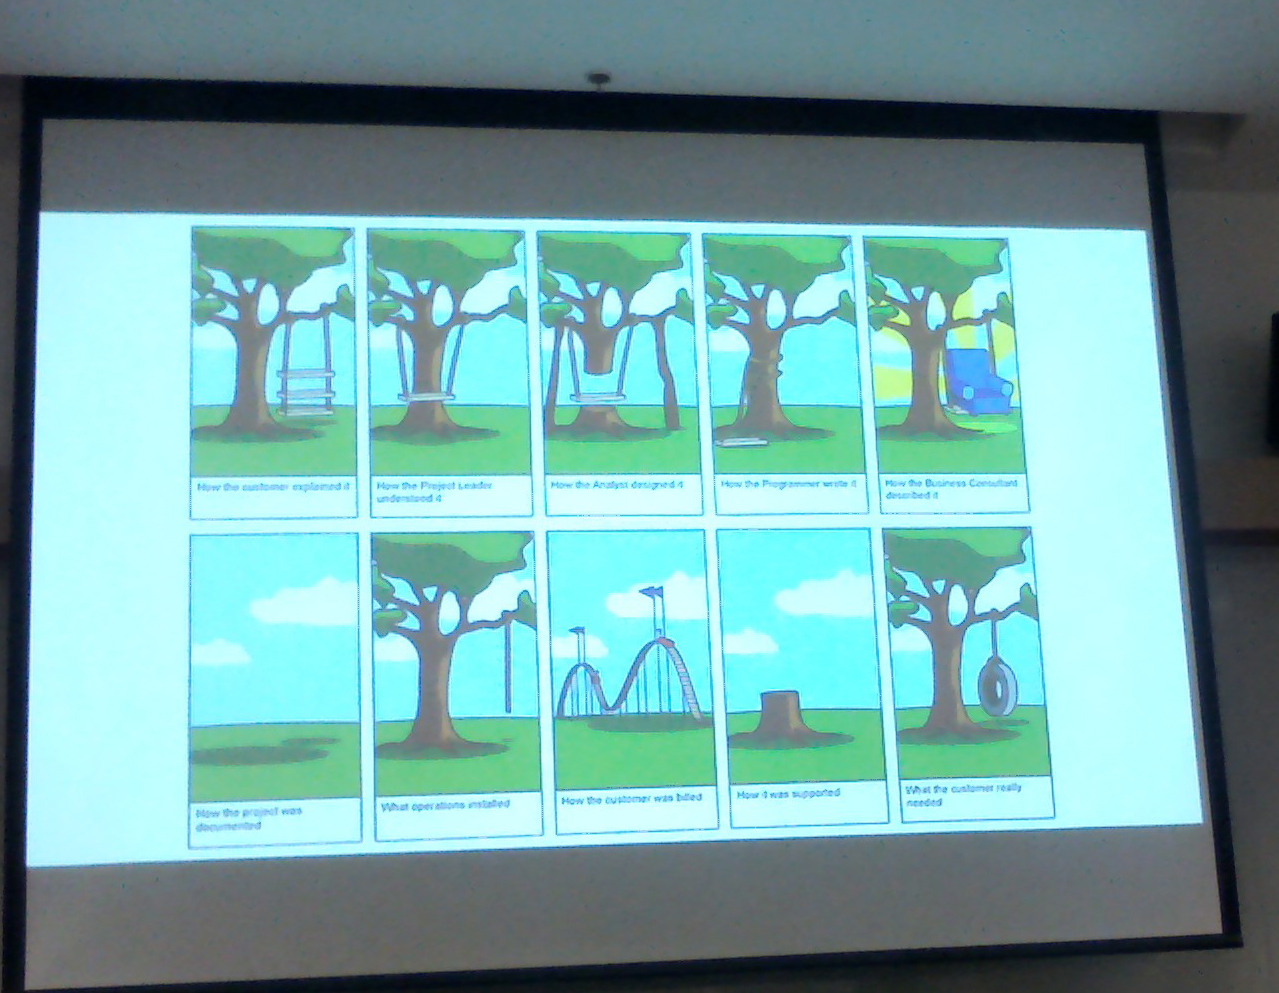 How the customer explained it
How the Project Leader
understood it
How the Analyst designed it
How the Programmer wrote it
How the Business Consultant
described it
How the project was
documented
What operations installed
How the customer was billed
How it was supported
What the customer really
needed